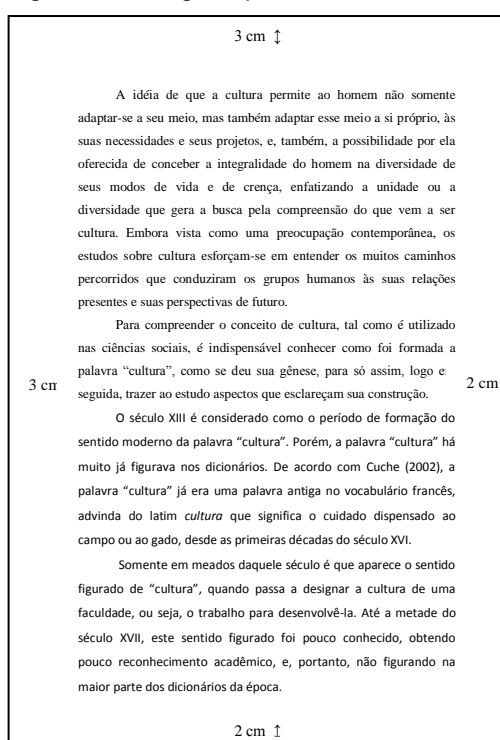 3 cm ↕
A idéia de que a cultura permite ao homem não somente
adaptar-se a seu meio, mas também adaptar esse meio a si próprio, às
suas necessidades e seus projetos, e, também, a possibilidade por ela
oferecida de conceber a integralidade do homem na diversidade de
seus modos de vida e de crença, enfatizando a unidade ou a
diversidade que gera a busca pela compreensão do que vem a ser
cultura. Embora vista como uma preocupação contemporânea, os
estudos sobre cultura esforçam-se em entender os muitos caminhos
percorridos que conduziram os grupos humanos às suas relações
presentes e suas perspectivas de futuro.
Para compreender o conceito de cultura, tal como é utilizado
nas ciências sociais, é indispensável conhecer como foi formada a
palavra “cultura”, como se deu sua gênese, para só assim, logo e
3 cm seguida, trazer ao estudo aspectos que esclareçam sua construção. 2 cm
O século XIII é considerado como o período de formação do
sentido moderno da palavra “cultura”. Porém, a palavra “cultura” há
muito já figurava nos dicionários. De acordo com Cuche (2002), a
palavra “cultura” já era uma palavra antiga no vocabulário francês,
advinda do latim cultura que significa o cuidado dispensado ao
campo ou ao gado, desde as primeiras décadas do século XVI.
Somente em meados daquele século é que aparece o sentido
figurado de “cultura”, quando passa a designar a cultura de uma
faculdade, ou seja, o trabalho para desenvolvê-la. Até a metade do
século XVII, este sentido figurado foi pouco conhecido, obtendo
pouco reconhecimento acadêmico, e, portanto, não figurando na
maior parte dos dicionários da época.
2 cm ↕